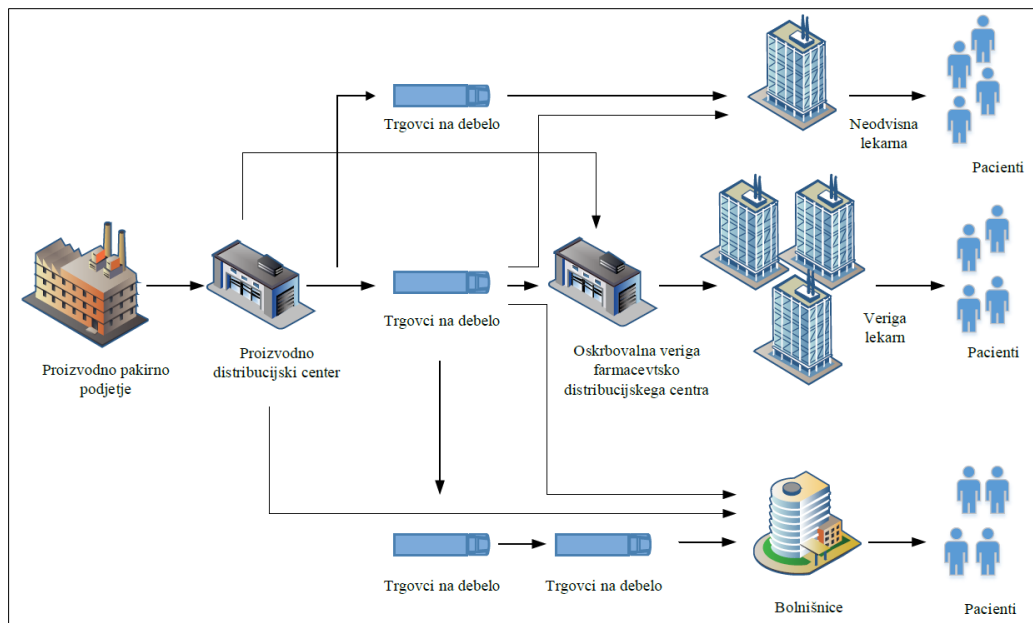 Trgovci na debelo
Neodvisna
lekarna
Pacienti
Proizvodno pakirno
podjetje
Proizvodno
distribucijski center
Trgovci na debelo
Oskrbovalna veriga
farmacevtsko
distribucijskega centra
Veriga
lekarn
Pacienti
Trgovci na debelo
Trgovci na debelo
Bolnišnice
Pacienti